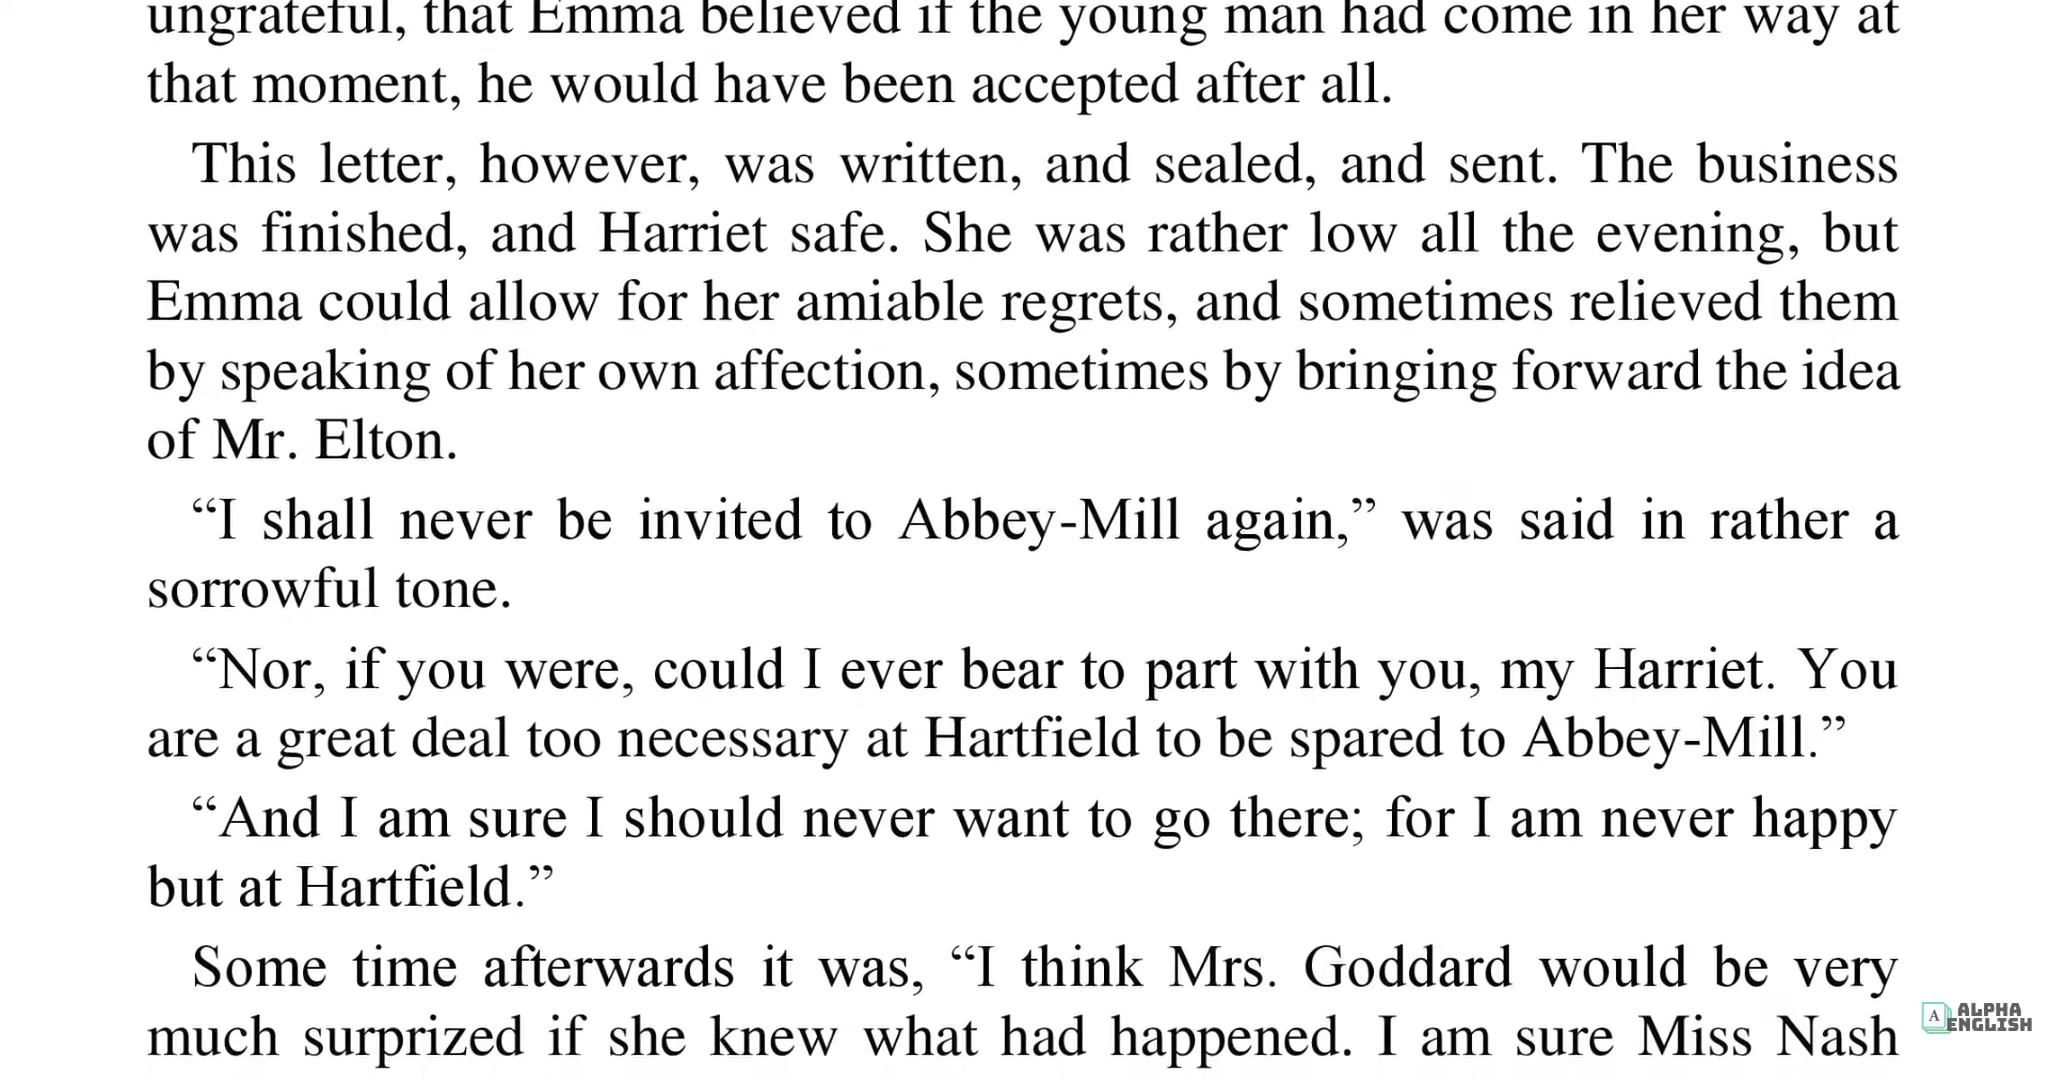 ungrateful, that Emma believed if the young man had come in her way at
that moment, he would have been accepted after all.
This letter, however, was written, and sealed, and sent. The business
was finished, and Harriet safe. She was rather low all the evening, but
Emma could allow for her amiable regrets, and sometimes relieved them
by speaking of her own affection, sometimes by bringing forward the idea
of Mr. Elton.
“I shall never be invited to Abbey-Mill again,” was said in rather a
sorrowful tone.
“Nor, if you were, could I ever bear to part with you, my Harriet. You
are a great deal too necessary at Hartfield to be spared to Abbey-Mill.”
“And I am sure I should never want to go there; for I am never happy
but at Hartfield.”
Some time afterwards it was, “I think Mrs. Goddard would be very
much surprized if she knew what had happened. I am sure Miss Nash
A ALPHA
ENGLISH